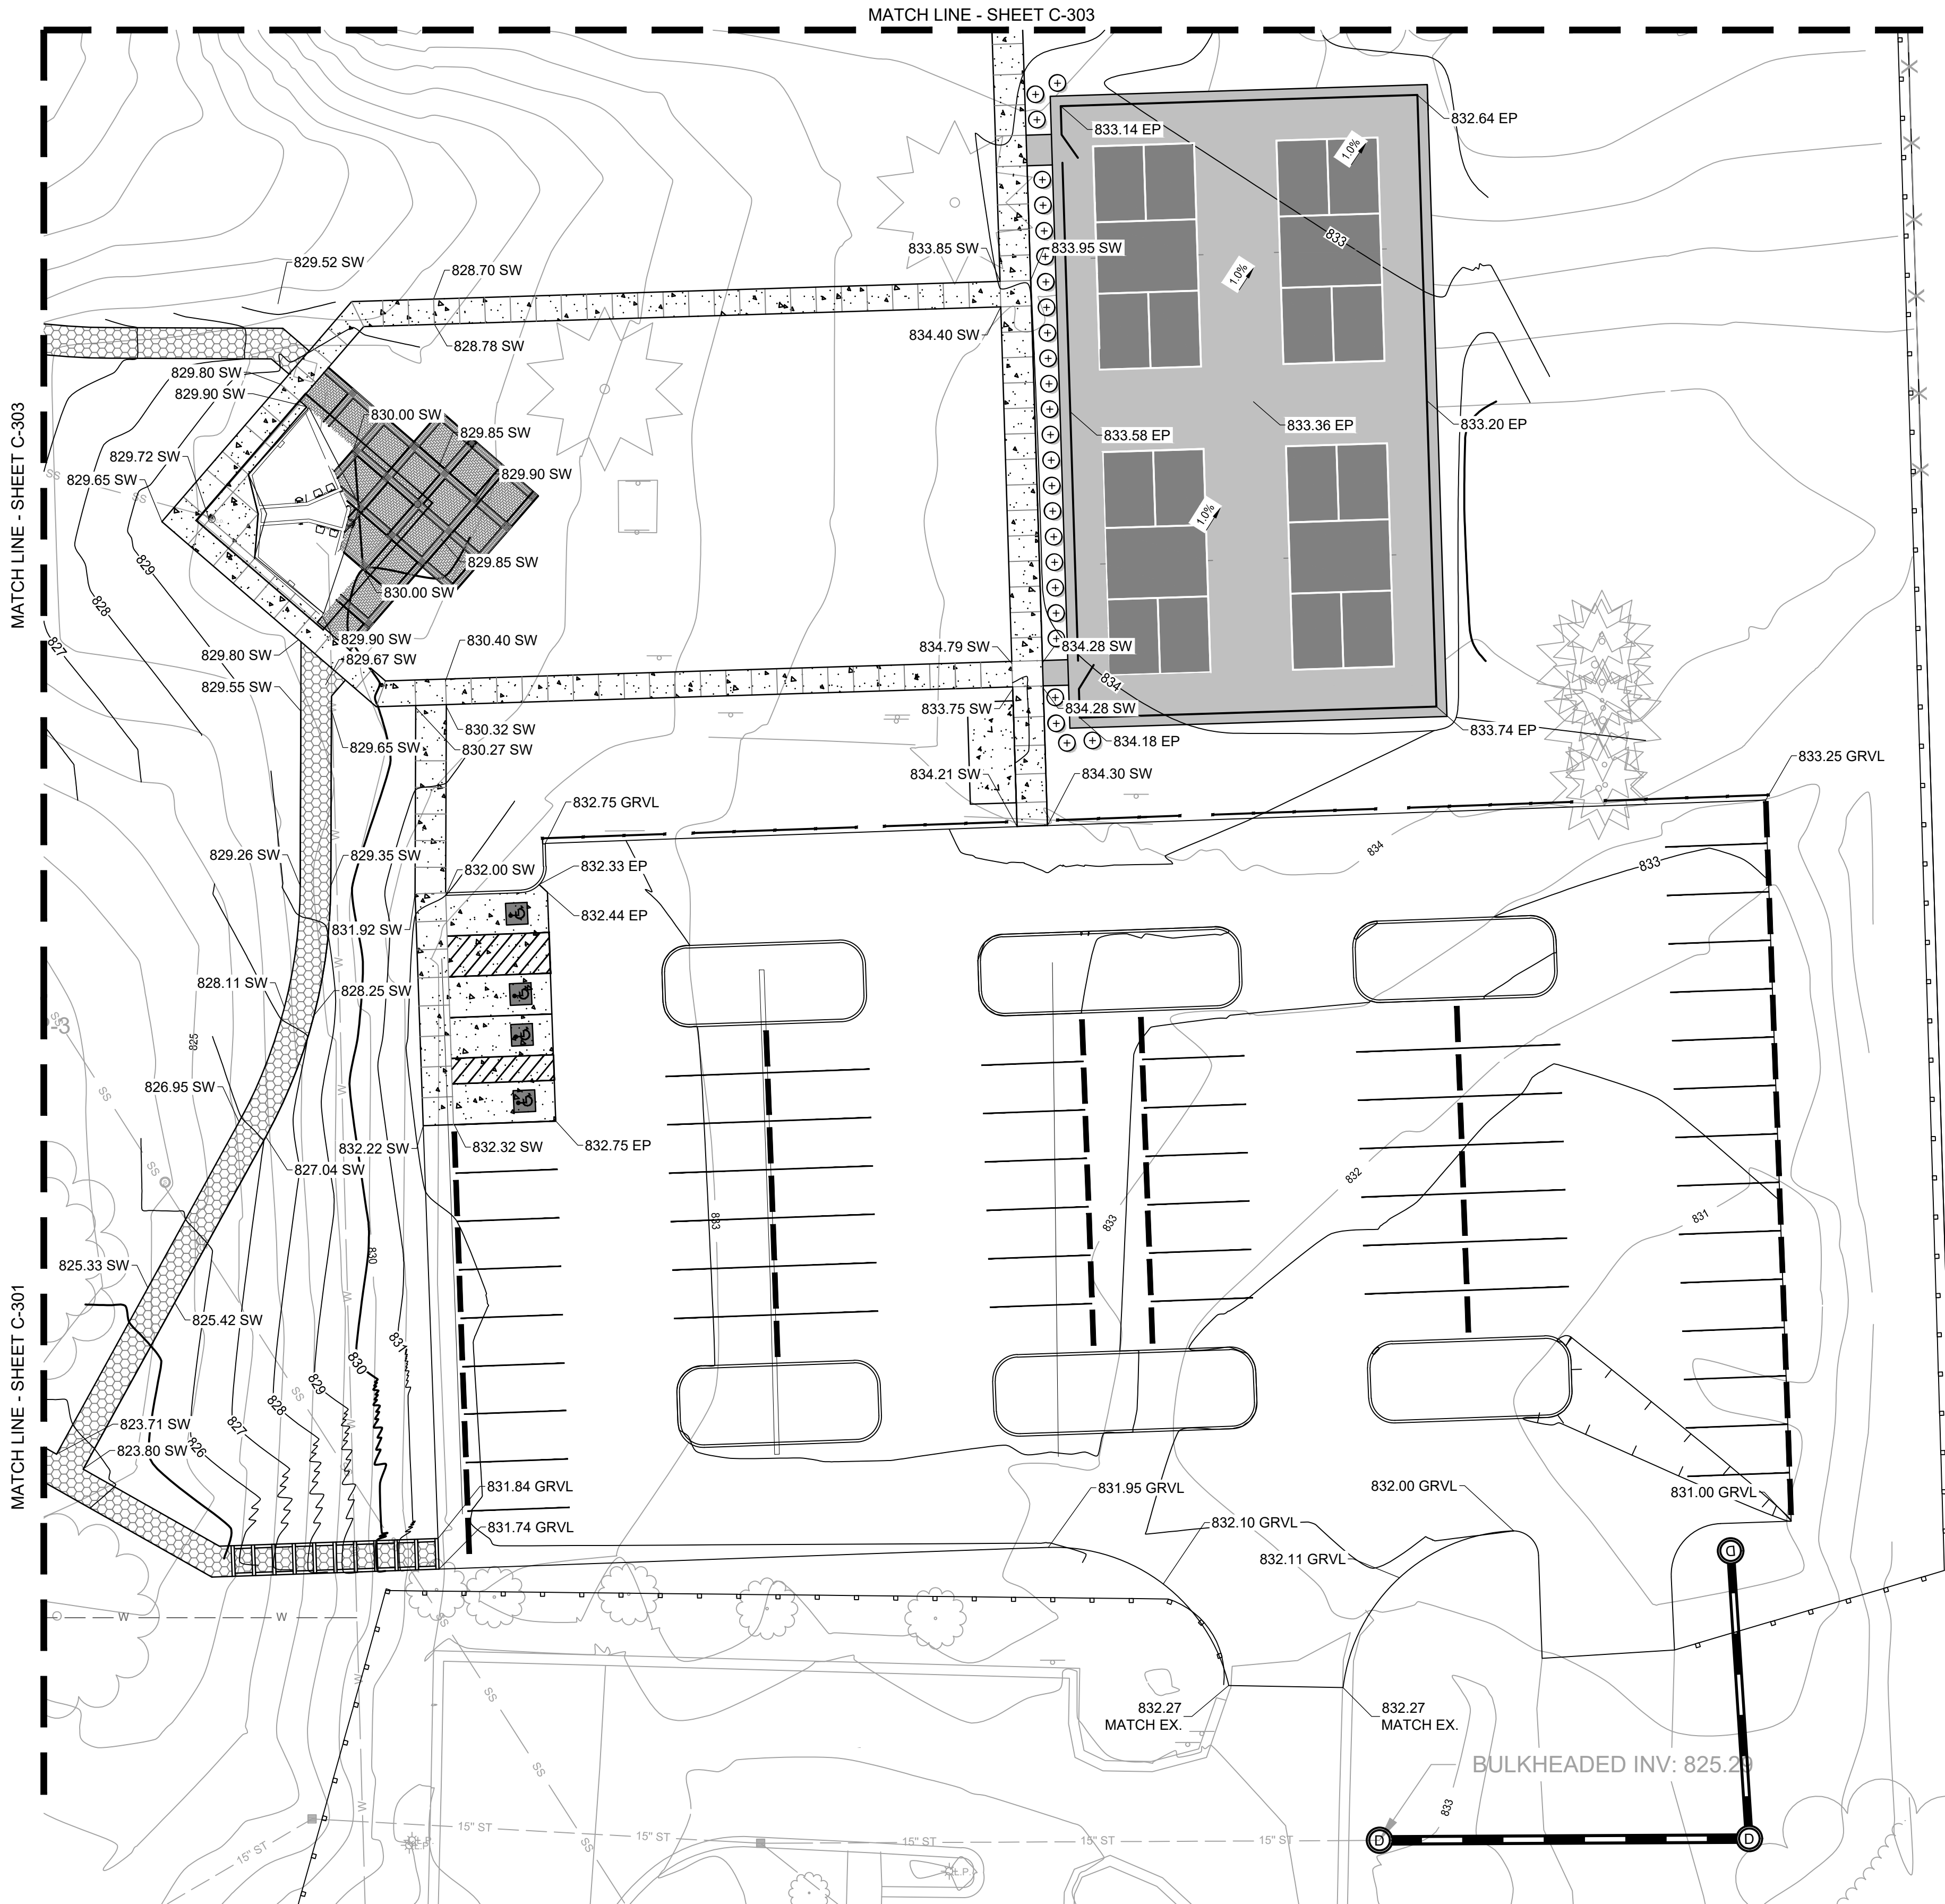 MATCH LINE - SHEET C-303
832.64 EP
833.14 EP
1.0%
833
833.85 SW
833.95 SW
829.52 SW
828.70 SW
1.0%
834.40 SW
828.78 SW
829.80 SW
829.90 SW
830.00 SW
829.85 SW
833.58 EP
833.36 EP
833.20 EP
MATCH LINE - SHEET C-303
829.72 SW
829.65 SW
829.90 SW
SS
SS
1.0%
829
829.85 SW
830.00 SW
828
827
829.90 SW
830.40 SW
834.79 SW
834.28 SW
829.80 SW
829.67 SW
829.55 SW
834
833.75 SW
834.28 SW
830.32 SW
829.65 SW
830.27 SW
834.18 EP
833.74 EP
833.25 GRVL
834.21 SW
834.30 SW
832.75 GRVL
W
829.26 SW
829.35 SW
832.00 SW
832.33 EP
834
833
832.44 EP
831.92 SW
W
828.11 SW
828.25 SW
-3
SS
825
826.95 SW
SS
W
832.22 SW
832.32 SW
832.75 EP
827.04 SW
SS
832
833
833
831
830
825.33 SW
W
825.42 SW
831
830
829
828
SS
827
826
W
823.71 SW
823.80 SW
MATCH LINE - SHEET C-301
831.84 GRVL
831.95 GRVL
832.00 GRVL
831.00 GRVL
831.74 GRVL
832.10 GRVL
832.11 GRVL
D
W
W
SS
W
SS
832.27
MATCH EX.
832.27
MATCH EX.
SS
BULKHEADED INV: 825.29
833
W
15" ST
15" ST
15" ST
15" ST
15" ST
15" ST
SS
L.P.
L.P.
D
D